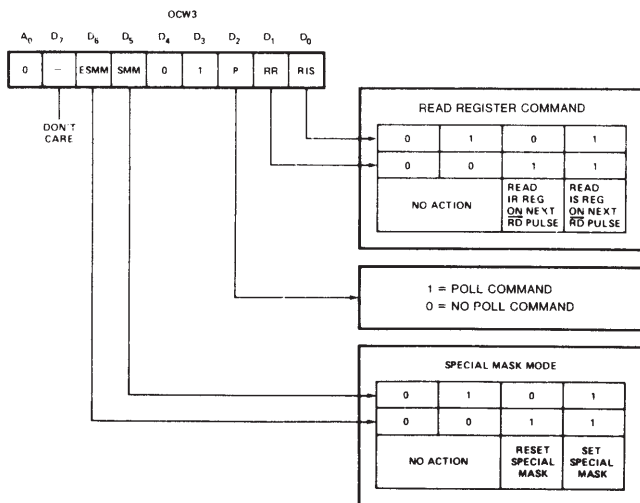 OCW3
A0 D7 D6 D5 D4 D3 D2 D1 D0
0 – ESMM SMM 0 1 P RR RIS
DON'T
CARE
READ REGISTER COMMAND
0 1 0 1
0 0 1 1
NO ACTION
READ
IR REG
ON NEXT
RD PULSE
READ
IS REG
ON NEXT
RD PULSE
1 = POLL COMMAND
0 = NO POLL COMMAND
SPECIAL MASK MODE
0 1 0 1
0 0 1 1
NO ACTION
RESET
SPECIAL
MASK
SET
SPECIAL
MASK